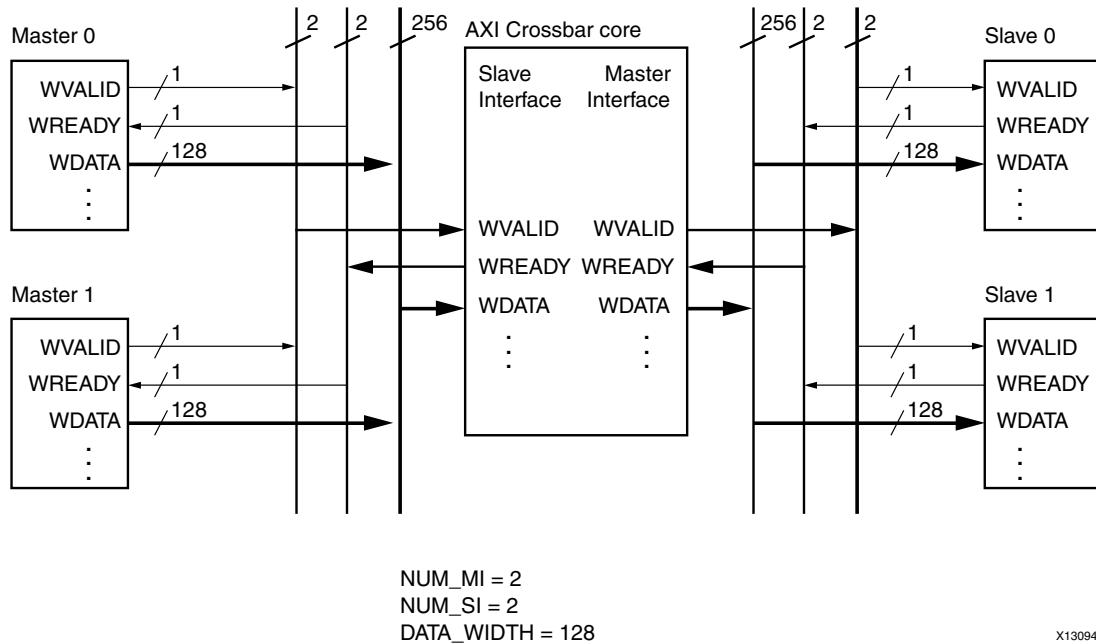 2 2 256 AXI Crossbar core 256 2 2
Master 0
Slave 0
WVALID 1
WREADY 1
WDATA 128
.
.
.
Slave Master
Interface Interface
1 WVALID
1 WREADY
128 WDATA
.
.
.
WVALID WVALID
WREADY WREADY
WDATA WDATA
.
.
.
.
.
.
Master 1
Slave 1
WVALID 1
WREADY 1
WDATA 128
.
.
.
1 WVALID
1 WREADY
128 WDATA
.
.
.
NUM_MI = 2
NUM_SI = 2
DATA_WIDTH = 128
X13094